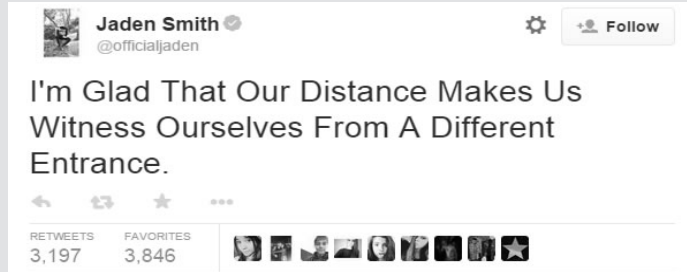 Jaden Smith
@officialjaden
Follow
I'm Glad That Our Distance Makes Us
Witness Ourselves From A Different
Entrance.
RETWEETS FAVORITES
3,197 3,846